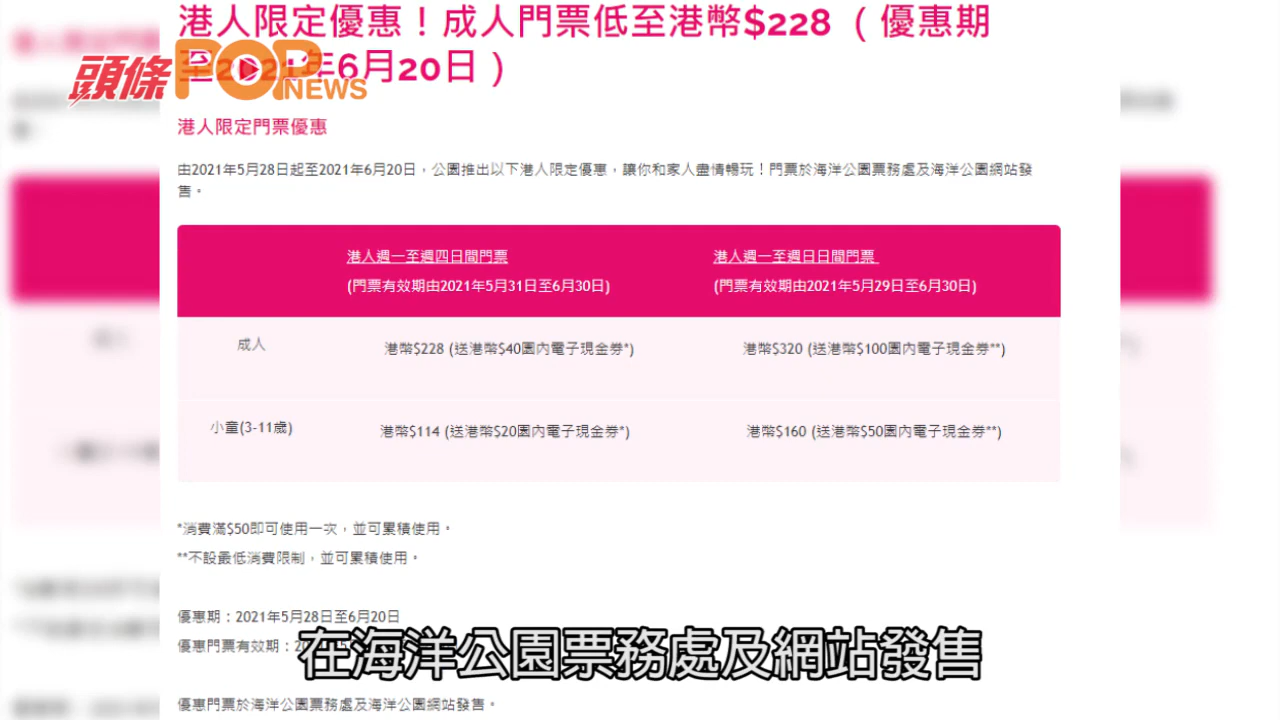 港人限定優惠！成人門票低至港幣$228 （優惠期
至2021年6月20日）
頭條POP NEWS
港人限定門票優惠
由2021年5月28日起至2021年6月20日，公園推出以下港人限定優惠，讓你和家人盡情暢玩！門票於海洋公園票務處及海洋公園網站發
售。
港人週一至週四日間門票 港人週一至週日日間門票
(門票有效期由2021年5月31日至6月30日) (門票有效期由2021年5月29日至6月30日)
成人 港幣$228 (送港幣$40園內電子現金券*) 港幣$320 (送港幣$100園內電子現金券**)
小童(3-11歲) 港幣$114 (送港幣$20園內電子現金券*) 港幣$160 (送港幣$50園內電子現金券**)
*消費滿$50即可使用一次，並可累積使用。
**不設最低消費限制，並可累積使用。
優惠期：2021年5月28日至6月20日
優惠門票有效期：
在海洋公園票務處及網站發售
優惠門票於海洋公園票務處及海洋公園網站發售。